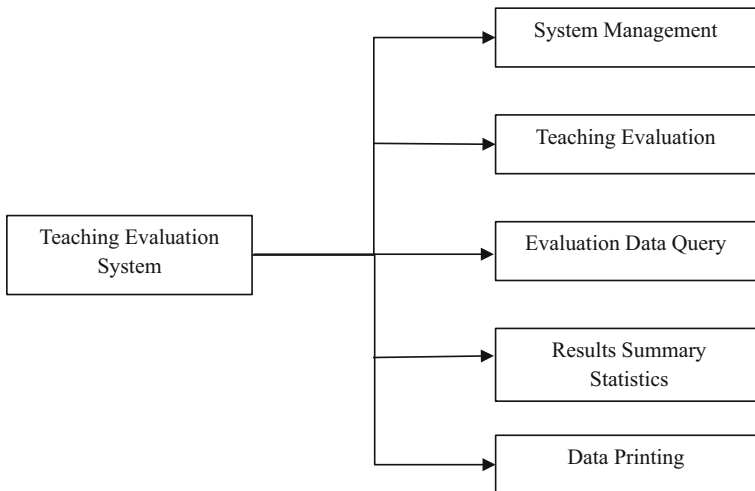 System Management
Teaching Evaluation
Teaching Evaluation
System
Evaluation Data Query
Results Summary
Statistics
Data Printing